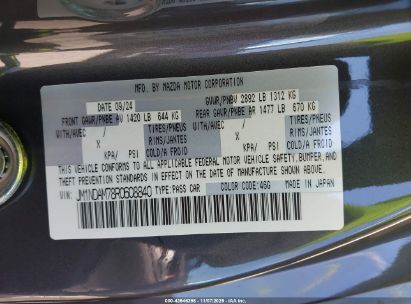 MFD. BY MAZDA MOTOR CORPORATION
DATE 09/24 GVWR/PNBV 2892 LB 1312 KG
FRONT GAWR/PNBE AV 1420 LB 644 KG REAR GAWR/PNBE AR 1477 LB 670 KG
WITH/AVEC / TIRES/PNEUS WITH/AVEC / TIRES/PNEUS
X RIMS/JANTES X RIMS/JANTES
KPA/ PSI COLD/A FROID KPA/ PSI COLD/A FROID
THIS VEHICLE CONFORMS TO ALL APPLICABLE FEDERAL MOTOR VEHICLE SAFETY, BUMPER, AND
THEFT PREVENTION STANDARDS IN EFFECT ON THE DATE OF MANUFACTURE SHOWN ABOVE.
JM1NDAM78R0608840 TYPE: PASS CAR COLOR CODE: 46G MADE IN JAPAN